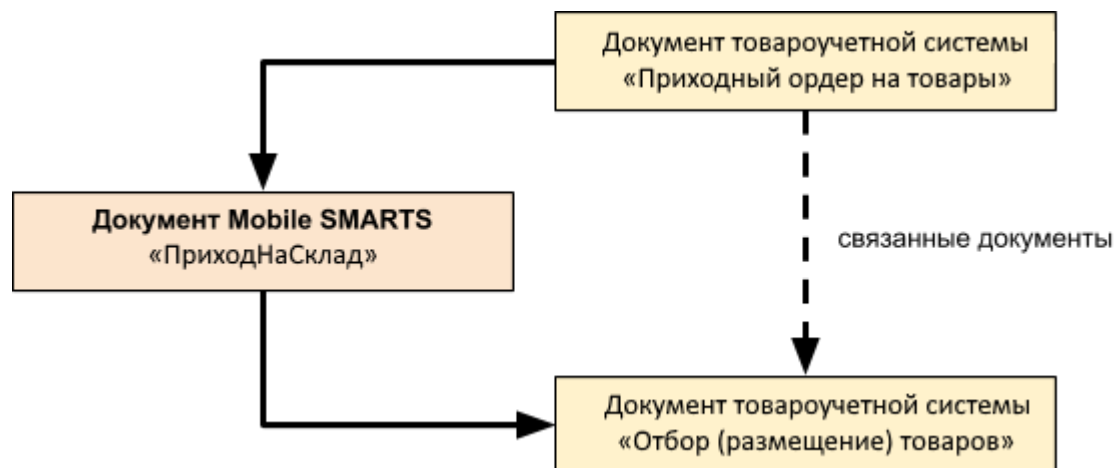 Документ товароучетной системы
«Приходный ордер на товары»
Документ Mobile SMARTS
«ПриходНаСклад»
связанные документы
Документ товароучетной системы
«Отбор (размещение) товаров»